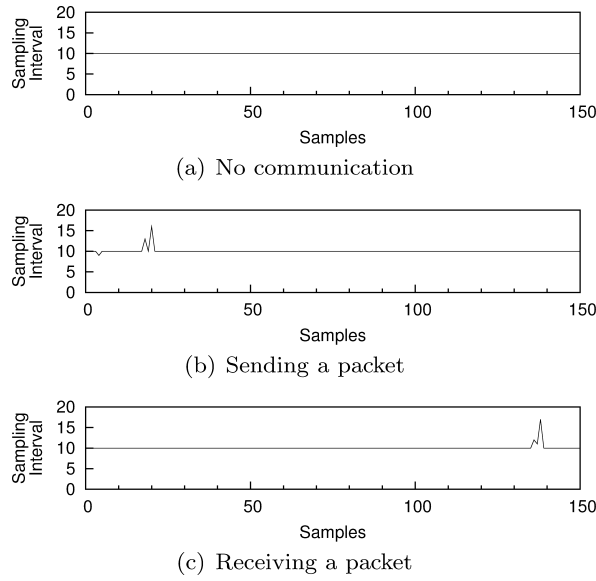 Sampling
Interval
20
15
10
5
0
0 50 100 150
Samples
(a) No communication
Sampling
Interval
20
15
10
5
0
0 50 100 150
Samples
(b) Sending a packet
Sampling
Interval
20
15
10
5
0
0 50 100 150
Samples
(c) Receiving a packet